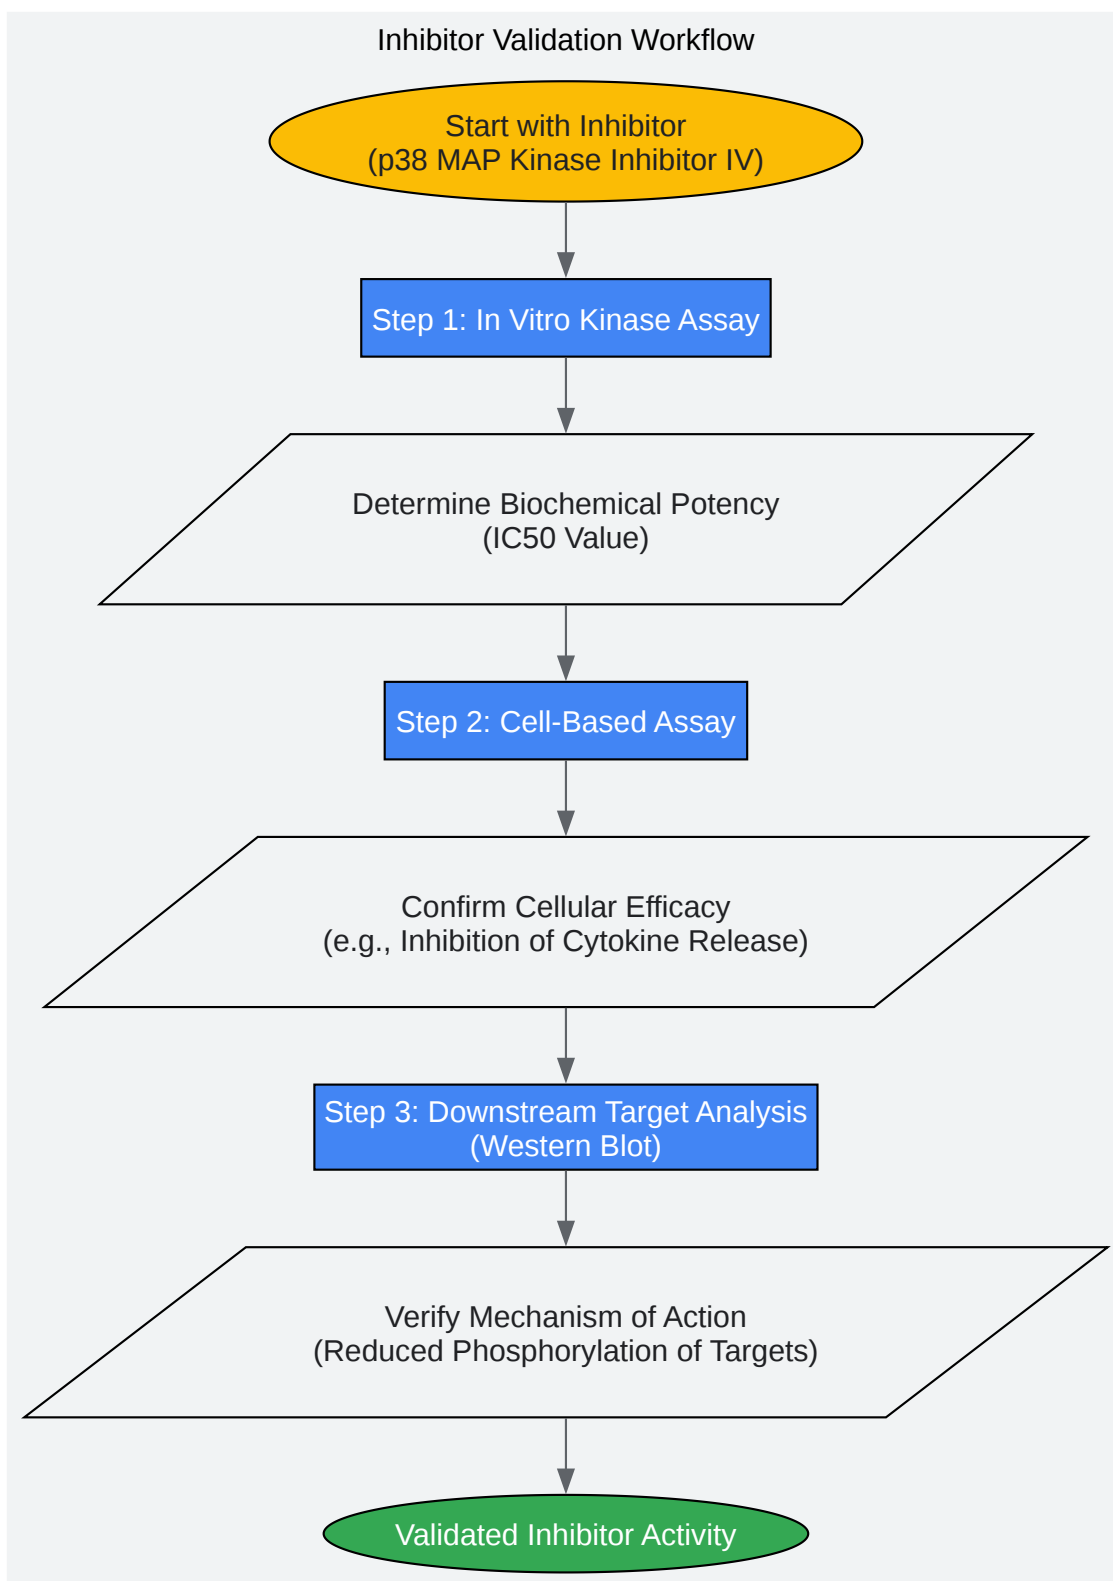 Inhibitor Validation Workflow
Start with Inhibitor
(p38 MAP Kinase Inhibitor IV)
Step 1: In Vitro Kinase Assay
Determine Biochemical Potency
(IC50 Value)
Step 2: Cell-Based Assay
Confirm Cellular Efficacy
(e.g., Inhibition of Cytokine Release)
Step 3: Downstream Target Analysis
(Western Blot)
Verify Mechanism of Action
(Reduced Phosphorylation of Targets)
Validated Inhibitor Activity